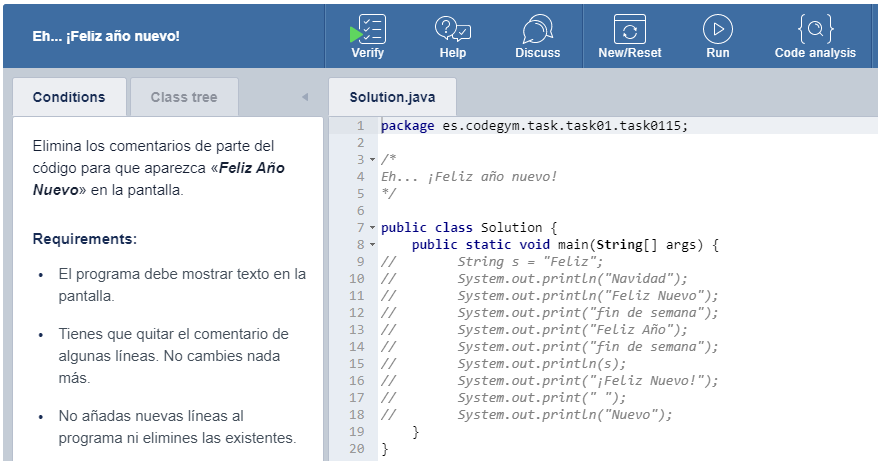 Eh... ¡Feliz año nuevo!
Verify
Help
Discuss
New/Reset
Run
Code analysis
Conditions
Class tree
Elimina los comentarios de parte del
código para que aparezca «Feliz Año
Nuevo» en la pantalla.
Requirements:
• El programa debe mostrar texto en la
pantalla.
• Tienes que quitar el comentario de
algunas líneas. No cambies nada
más.
• No añadas nuevas líneas al
programa ni elimines las existentes.
Solution.java
1 package es.codegym.task.task01.task0115;
2
3 /*
4 Eh... ¡Feliz año nuevo!
5 */
6
7 public class Solution {
8     public static void main(String[] args) {
9 //        String s = "Feliz";
10 //        System.out.println("Navidad");
11 //        System.out.println("Feliz Nuevo");
12 //        System.out.print("fin de semana");
13 //        System.out.print("Feliz Año");
14 //        System.out.print("fin de semana");
15 //        System.out.println(s);
16 //        System.out.print("¡Feliz Nuevo!");
17 //        System.out.print(" ");
18 //        System.out.print("Nuevo");
19     }
20 }